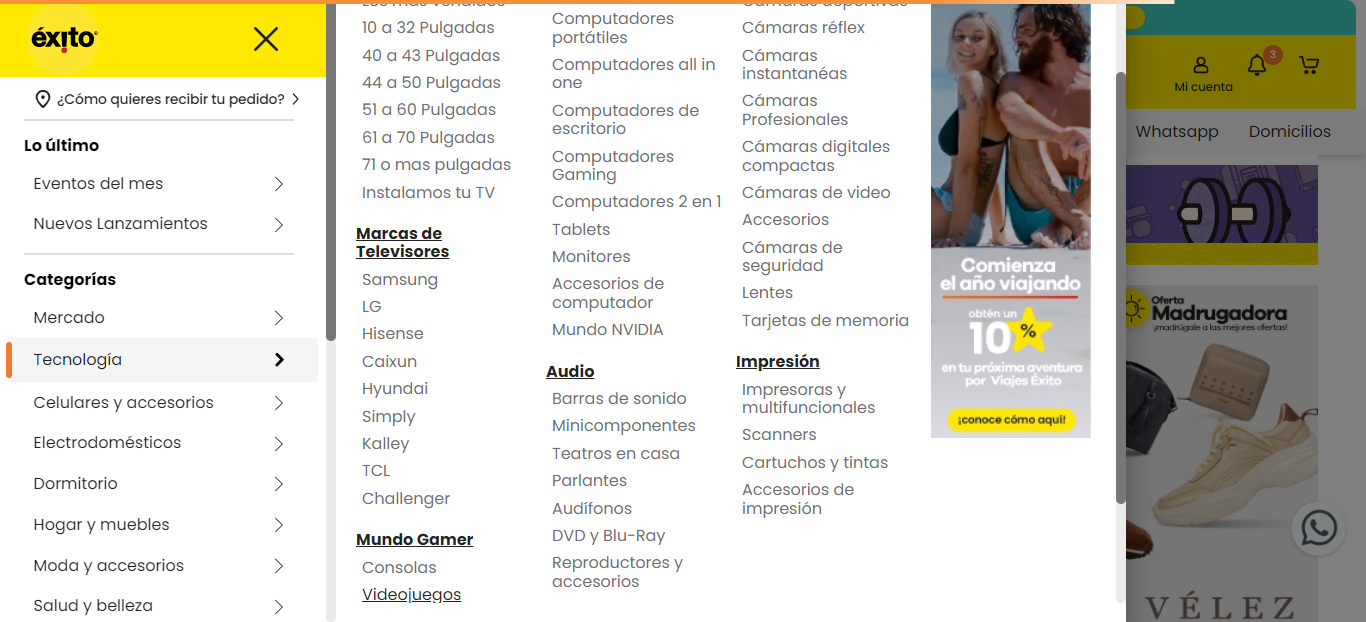 éxito
¿Cómo quieres recibir tu pedido?
Lo último
Eventos del mes
Nuevos Lanzamientos
Categorías
Mercado
Tecnología
Celulares y accesorios
Electrodomésticos
Dormitorio
Hogar y muebles
Moda y accesorios
Salud y belleza
10 a 32 Pulgadas
40 a 43 Pulgadas
44 a 50 Pulgadas
51 a 60 Pulgadas
61 a 70 Pulgadas
71 o mas pulgadas
Instalamos tu TV
Marcas de
Televisores
Samsung
LG
Hisense
Caixun
Hyundai
Simply
Kalley
TCL
Challenger
Mundo Gamer
Consolas
Videojuegos
Computadores
portátiles
Computadores all in
one
Computadores de
escritorio
Computadores
Gaming
Computadores 2 en 1
Tablets
Monitores
Accesorios de
computador
Mundo NVIDIA
Audio
Barras de sonido
Minicomponentes
Teatros en casa
Parlantes
Audífonos
DVD y Blu-Ray
Reproductores y
accesorios
Cámaras deportivas
Cámaras réflex
Cámaras
instantanéas
Cámaras
Profesionales
Cámaras digitales
compactas
Cámaras de video
Accesorios
Cámaras de
seguridad
Lentes
Tarjetas de memoria
Impresión
Impresoras y
multifuncionales
Scanners
Cartuchos y tintas
Accesorios de
impresión
Comienza
el año viajando
obtén un
10%
en tu próxima aventura
por Viajes Éxito
¡conoce cómo aquí!
3
Mi cuenta
Whatsapp
Domicilios
Oferta
Madrugadora
¡madrúgale a las mejores ofertas!
VÉLEZ